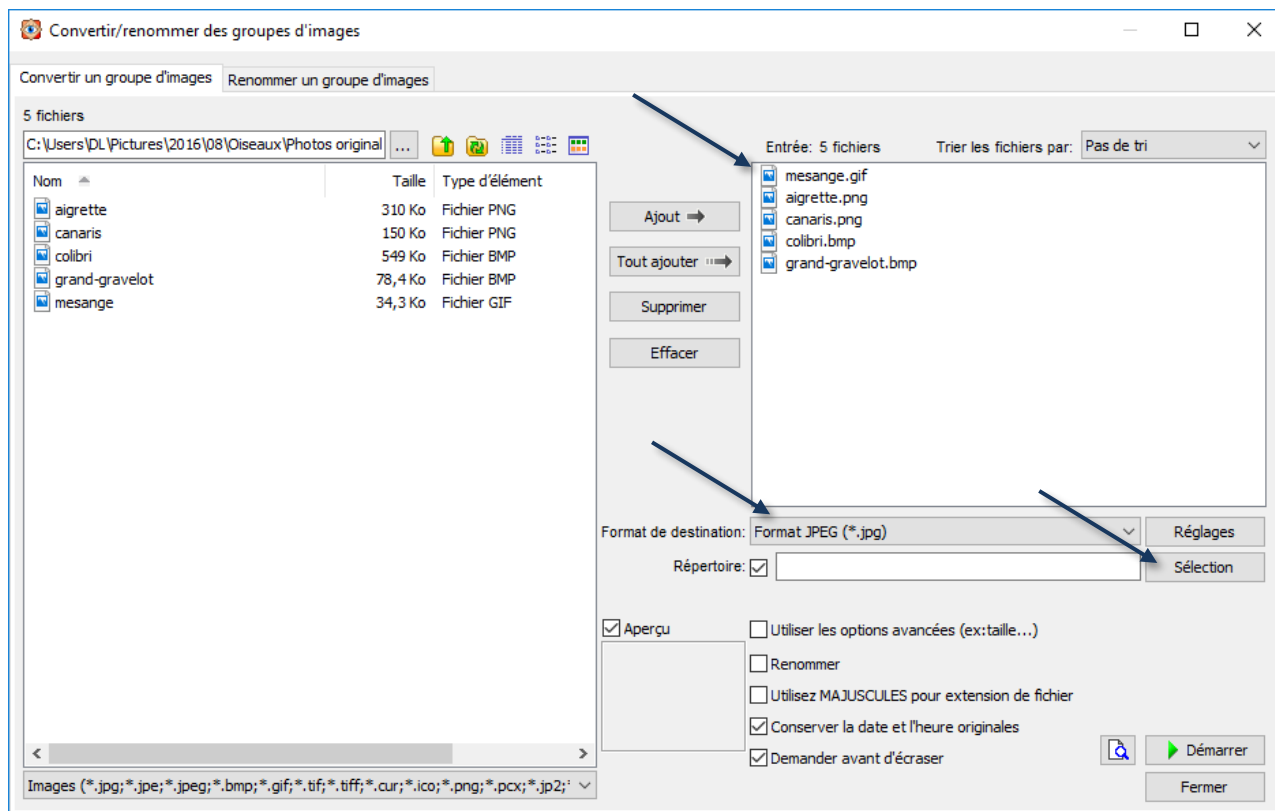 Convertir/renommer des groupes d'images
Convertir un groupe d'images Renommer un groupe d'images
5 fichiers
C:\Users\DL\Pictures\2016\08\Oiseaux\Photos original ...
Nom Taille Type d'élément
aigrette 310 Ko Fichier PNG
canaris 150 Ko Fichier PNG
colibri 549 Ko Fichier BMP
grand-gravelot 78,4 Ko Fichier BMP
mesange 34,3 Ko Fichier GIF
Images (*.jpg;*.jpe;*.jpeg;*.bmp;*.gif;*.tif;*.tiff;*.cur;*.ico;*.png;*.pcx;*.jp2;*
Ajout
Tout ajouter
Supprimer
Effacer
Entrée: 5 fichiers Trier les fichiers par: Pas de tri
mesange.gif
aigrette.png
canaris.png
colibri.bmp
grand-gravelot.bmp
Format de destination: Format JPEG (*.jpg) Réglages
Répertoire: Sélection
Aperçu
Utiliser les options avancées (ex:taille...)
Renommer
Utilisez MAJUSCULES pour extension de fichier
Conserver la date et l'heure originales
Demander avant d'écraser
Démarrer
Fermer